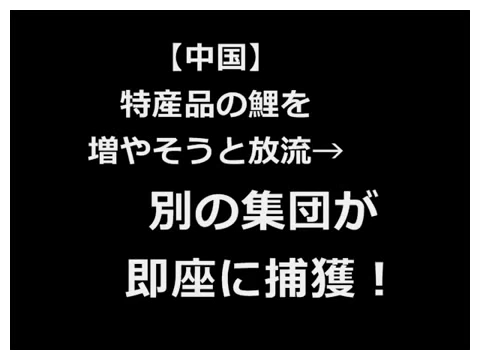 【中国】
特産品の鯉を
増やそうと放流→
別の集団が
即座に捕獲！